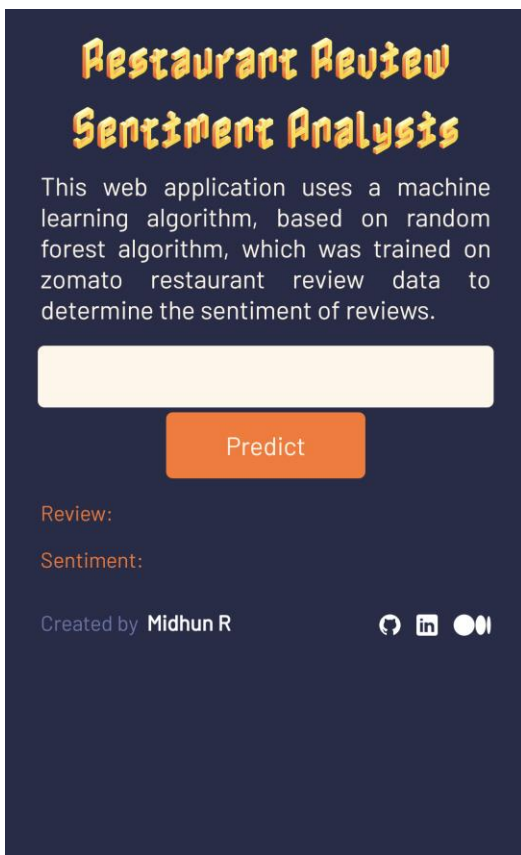 Restaurant Review
Sentiment Analysis
This web application uses a machine
learning algorithm, based on random
forest algorithm, which was trained on
zomato restaurant review data to
determine the sentiment of reviews.
Predict
Review:
Sentiment:
Created by Midhun R
in